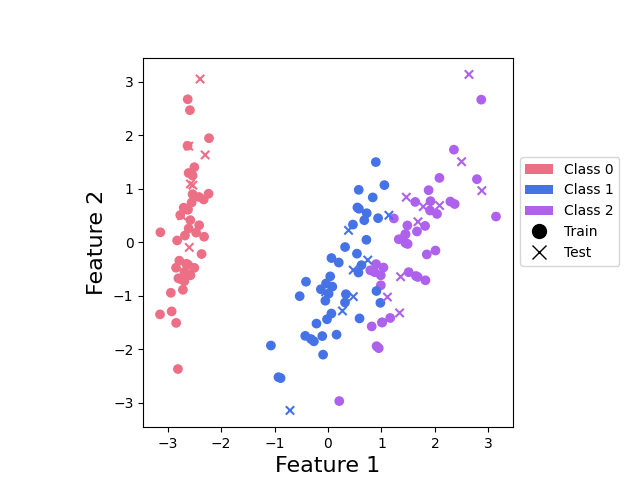 3
2
1
0
−1
−2
−3
−3
−2
−1
0
1
2
3
Feature 1
Feature 2
Class 0
Class 1
Class 2
Train
Test